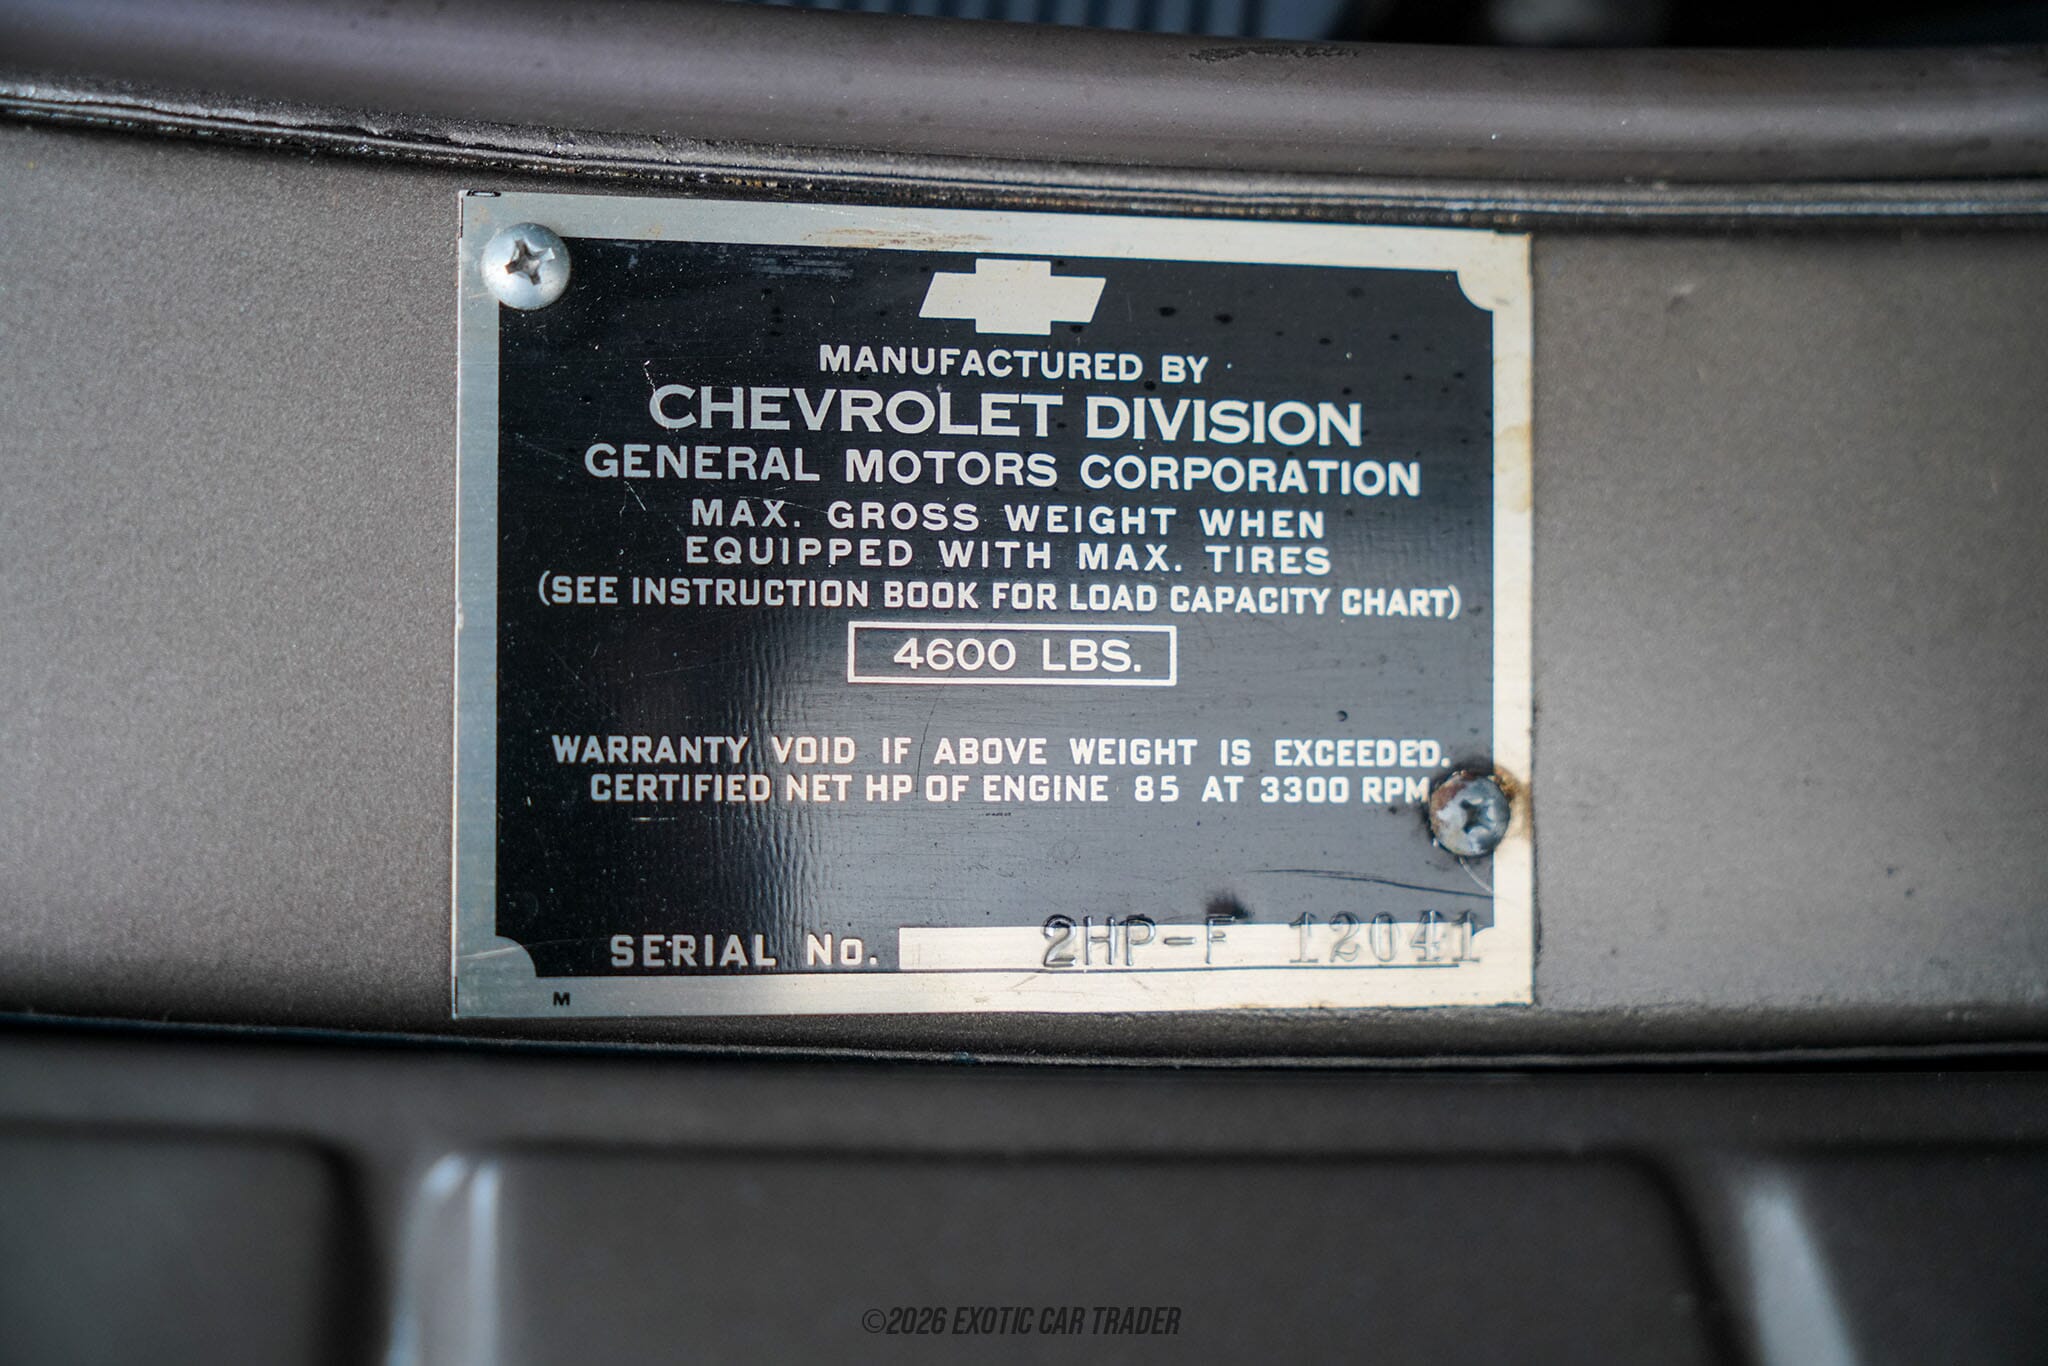 MANUFACTURED BY
CHEVROLET DIVISION
GENERAL MOTORS CORPORATION
MAX. GROSS WEIGHT WHEN
EQUIPPED WITH MAX. TIRES
(SEE INSTRUCTION BOOK FOR LOAD CAPACITY CHART)
4600 LBS.
WARRANTY VOID IF ABOVE WEIGHT IS EXCEEDED.
CERTIFIED NET HP OF ENGINE 85 AT 3300 RPM
SERIAL NO. 2HP-F 12041
M
©2026 EXOTIC CAR TRADER